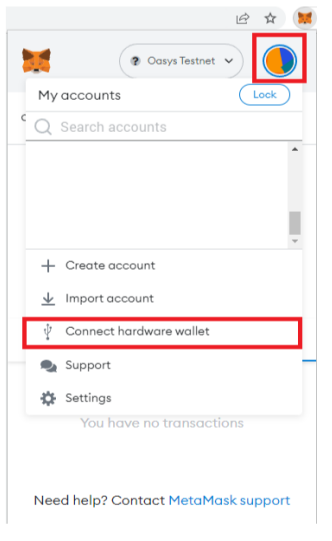 Oasys Testnet
My accounts
Lock
Search accounts
Create account
Import account
Connect hardware wallet
Support
Settings
You have no transactions
Need help? Contact MetaMask support